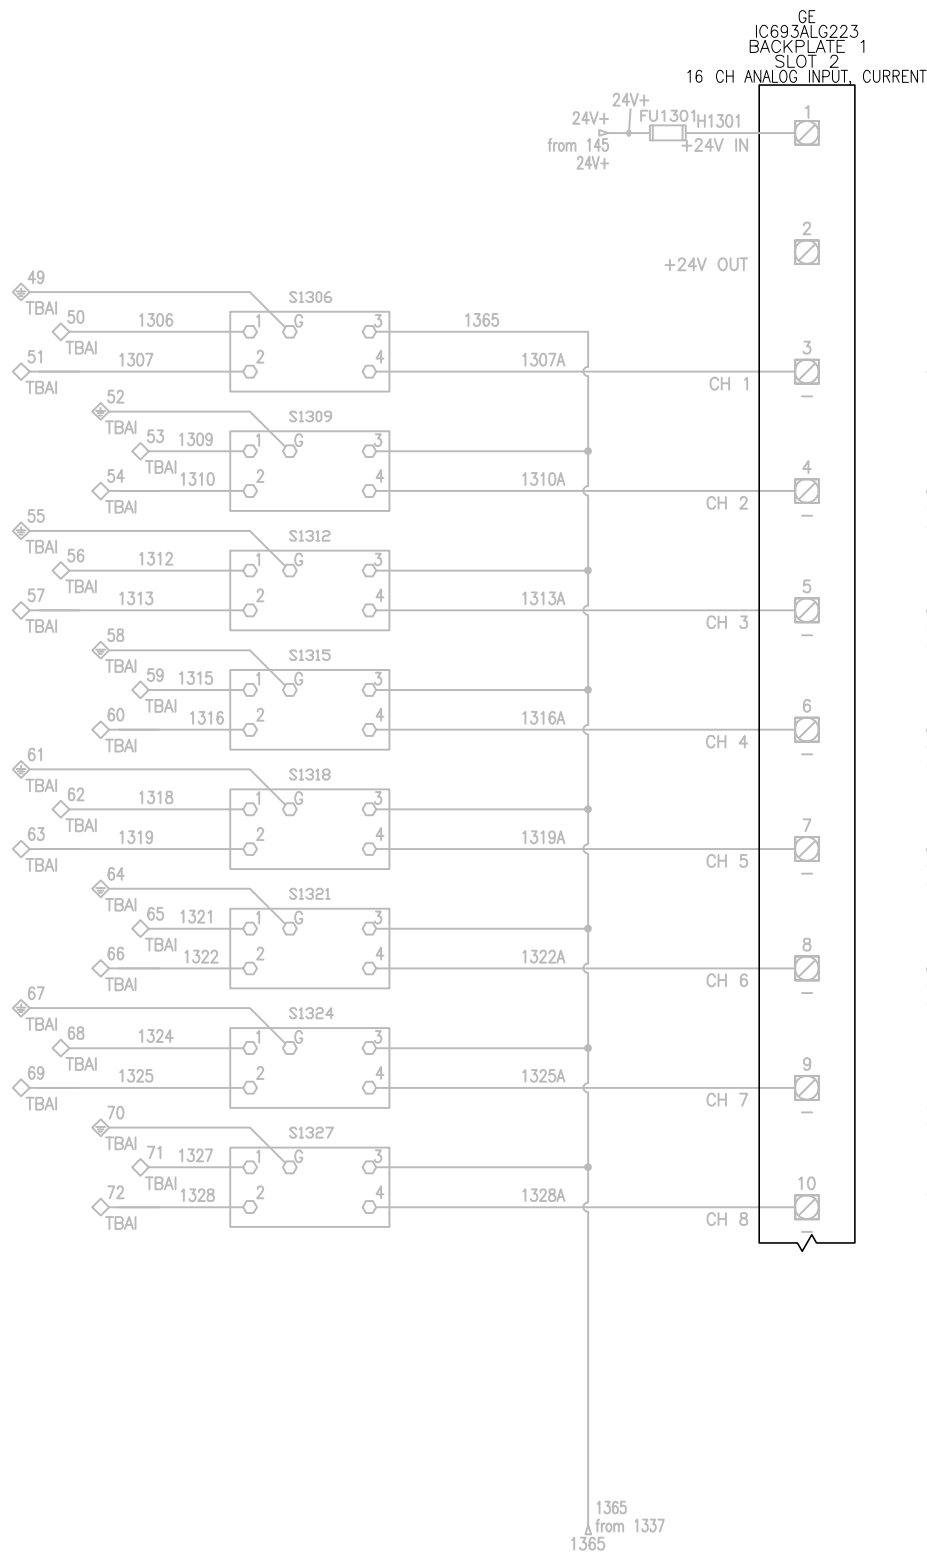 GE
IC693ALG223
BACKPLATE 1
SLOT 2
16 CH ANALOG INPUT, CURRENT
24V+
24V+ FU1301 H1301 1
from 145 +24V IN
24V+
2
+24V OUT
49 S1306
TBAI 50 1306 1 G 3 1365
TBAI
51 1307 2 4 1307A 3
TBAI CH 1
52 S1309
TBAI 53 1309 1 G 3
TBAI
54 1310 2 4 1310A 4
TBAI CH 2
55 S1312
TBAI 56 1312 1 G 3
TBAI
57 1313 2 4 1313A 5
TBAI CH 3
58 S1315
TBAI 59 1315 1 G 3
TBAI
60 1316 2 4 1316A 6
TBAI CH 4
61 S1318
TBAI 62 1318 1 G 3
TBAI
63 1319 2 4 1319A 7
TBAI CH 5
64 S1321
TBAI 65 1321 1 G 3
TBAI
66 1322 2 4 1322A 8
TBAI CH 6
67 S1324
TBAI 68 1324 1 G 3
TBAI
69 1325 2 4 1325A 9
TBAI CH 7
70 S1327
TBAI 71 1327 1 G 3
TBAI
72 1328 2 4 1328A 10
TBAI CH 8
1365
from 1337
1365